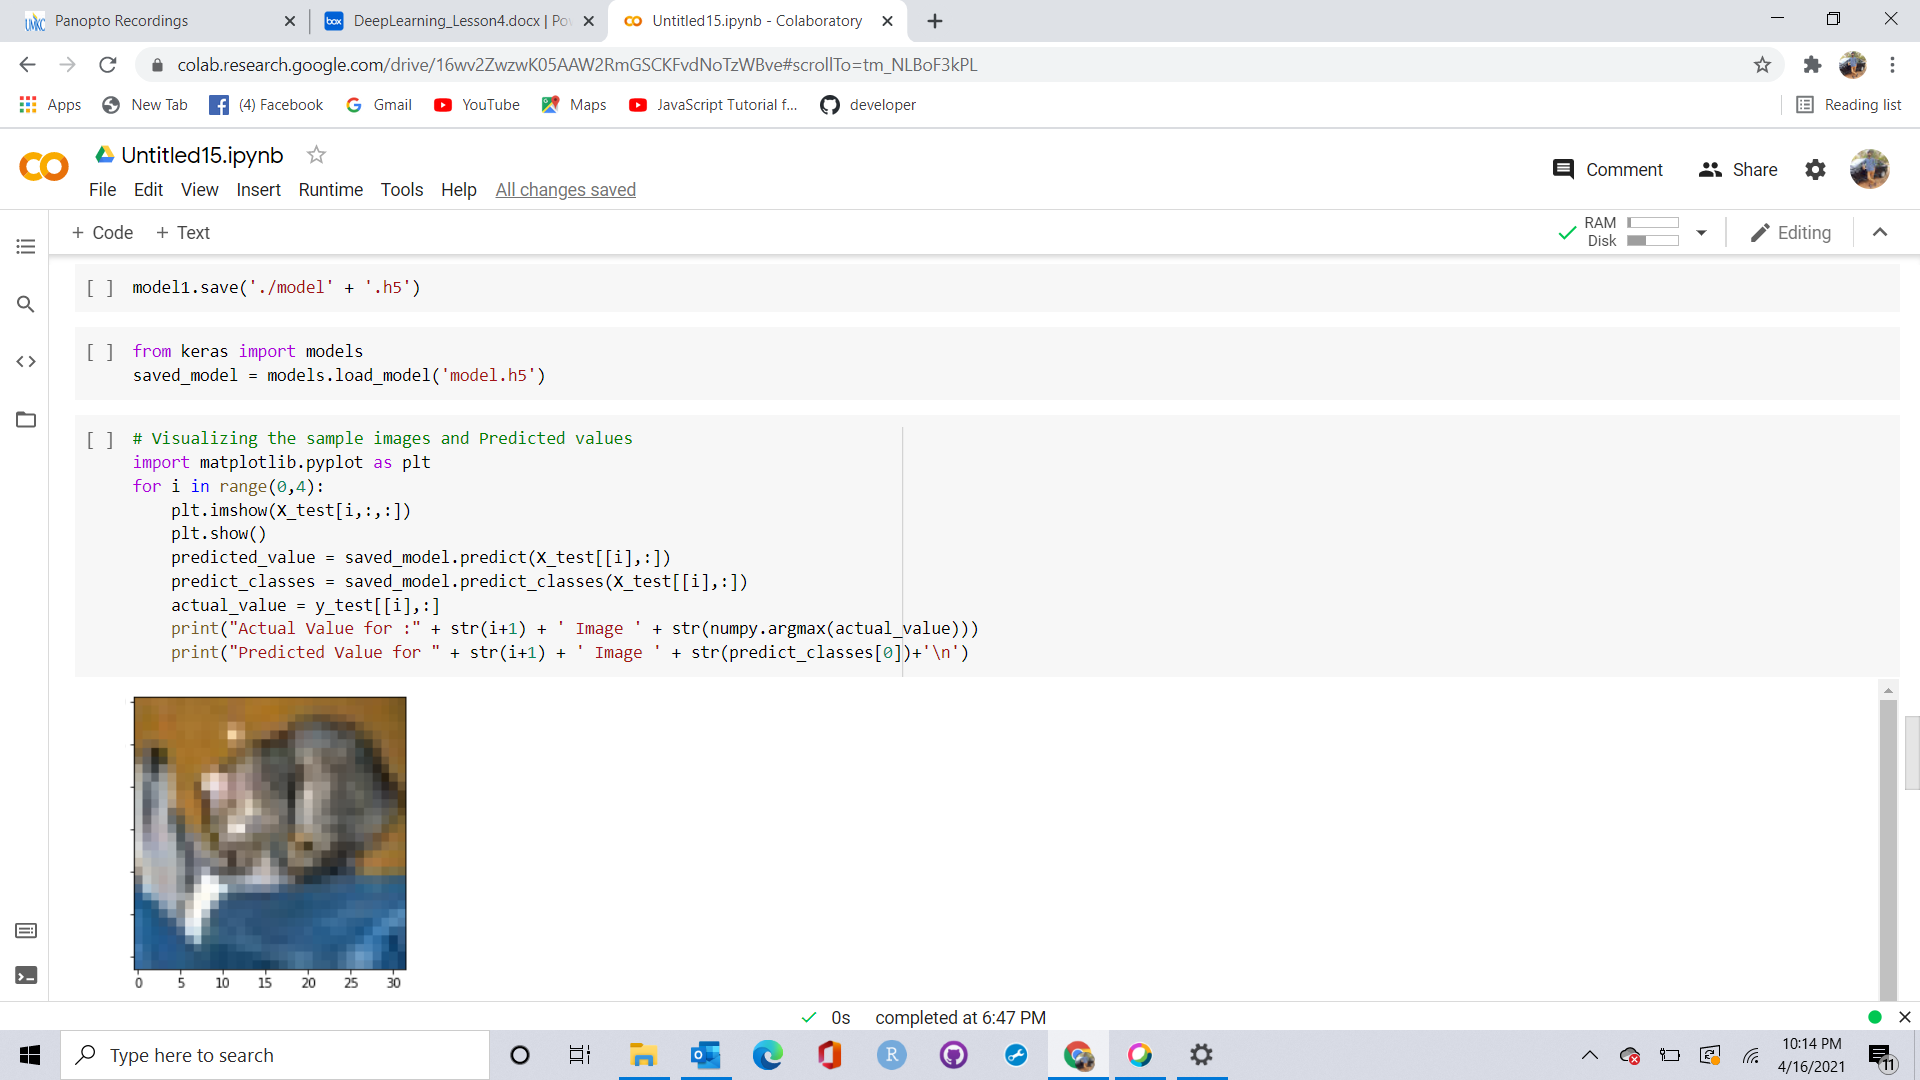 Panopto Recordings
DeepLearning_Lesson4.docx | Po
Untitled15.ipynb - Colaboratory
colab.research.google.com/drive/16wv2ZwzwK05AAW2RmGSCKFvdNoTzWBve#scrollTo=tm_NLBoF3kPL
Apps New Tab (4) Facebook Gmail YouTube Maps JavaScript Tutorial f... developer Reading list
Untitled15.ipynb
File Edit View Insert Runtime Tools Help All changes saved
Comment Share
+ Code + Text
RAM
Disk
Editing
[ ] model1.save('./model' + '.h5')
[ ] from keras import models
saved_model = models.load_model('model.h5')
[ ] # Visualizing the sample images and Predicted values
import matplotlib.pyplot as plt
for i in range(0,4):
plt.imshow(X_test[i,:,:])
plt.show()
predicted_value = saved_model.predict(X_test[[i],:])
predict_classes = saved_model.predict_classes(X_test[[i],:])
actual_value = y_test[[i],:]
print("Actual Value for :" + str(i+1) + ' Image ' + str(numpy.argmax(actual_value)))
print("Predicted Value for " + str(i+1) + ' Image ' + str(predict_classes[0])+'\n')
0 5 10 15 20 25 30
0s completed at 6:47 PM
Type here to search
10:14 PM
4/16/2021
11